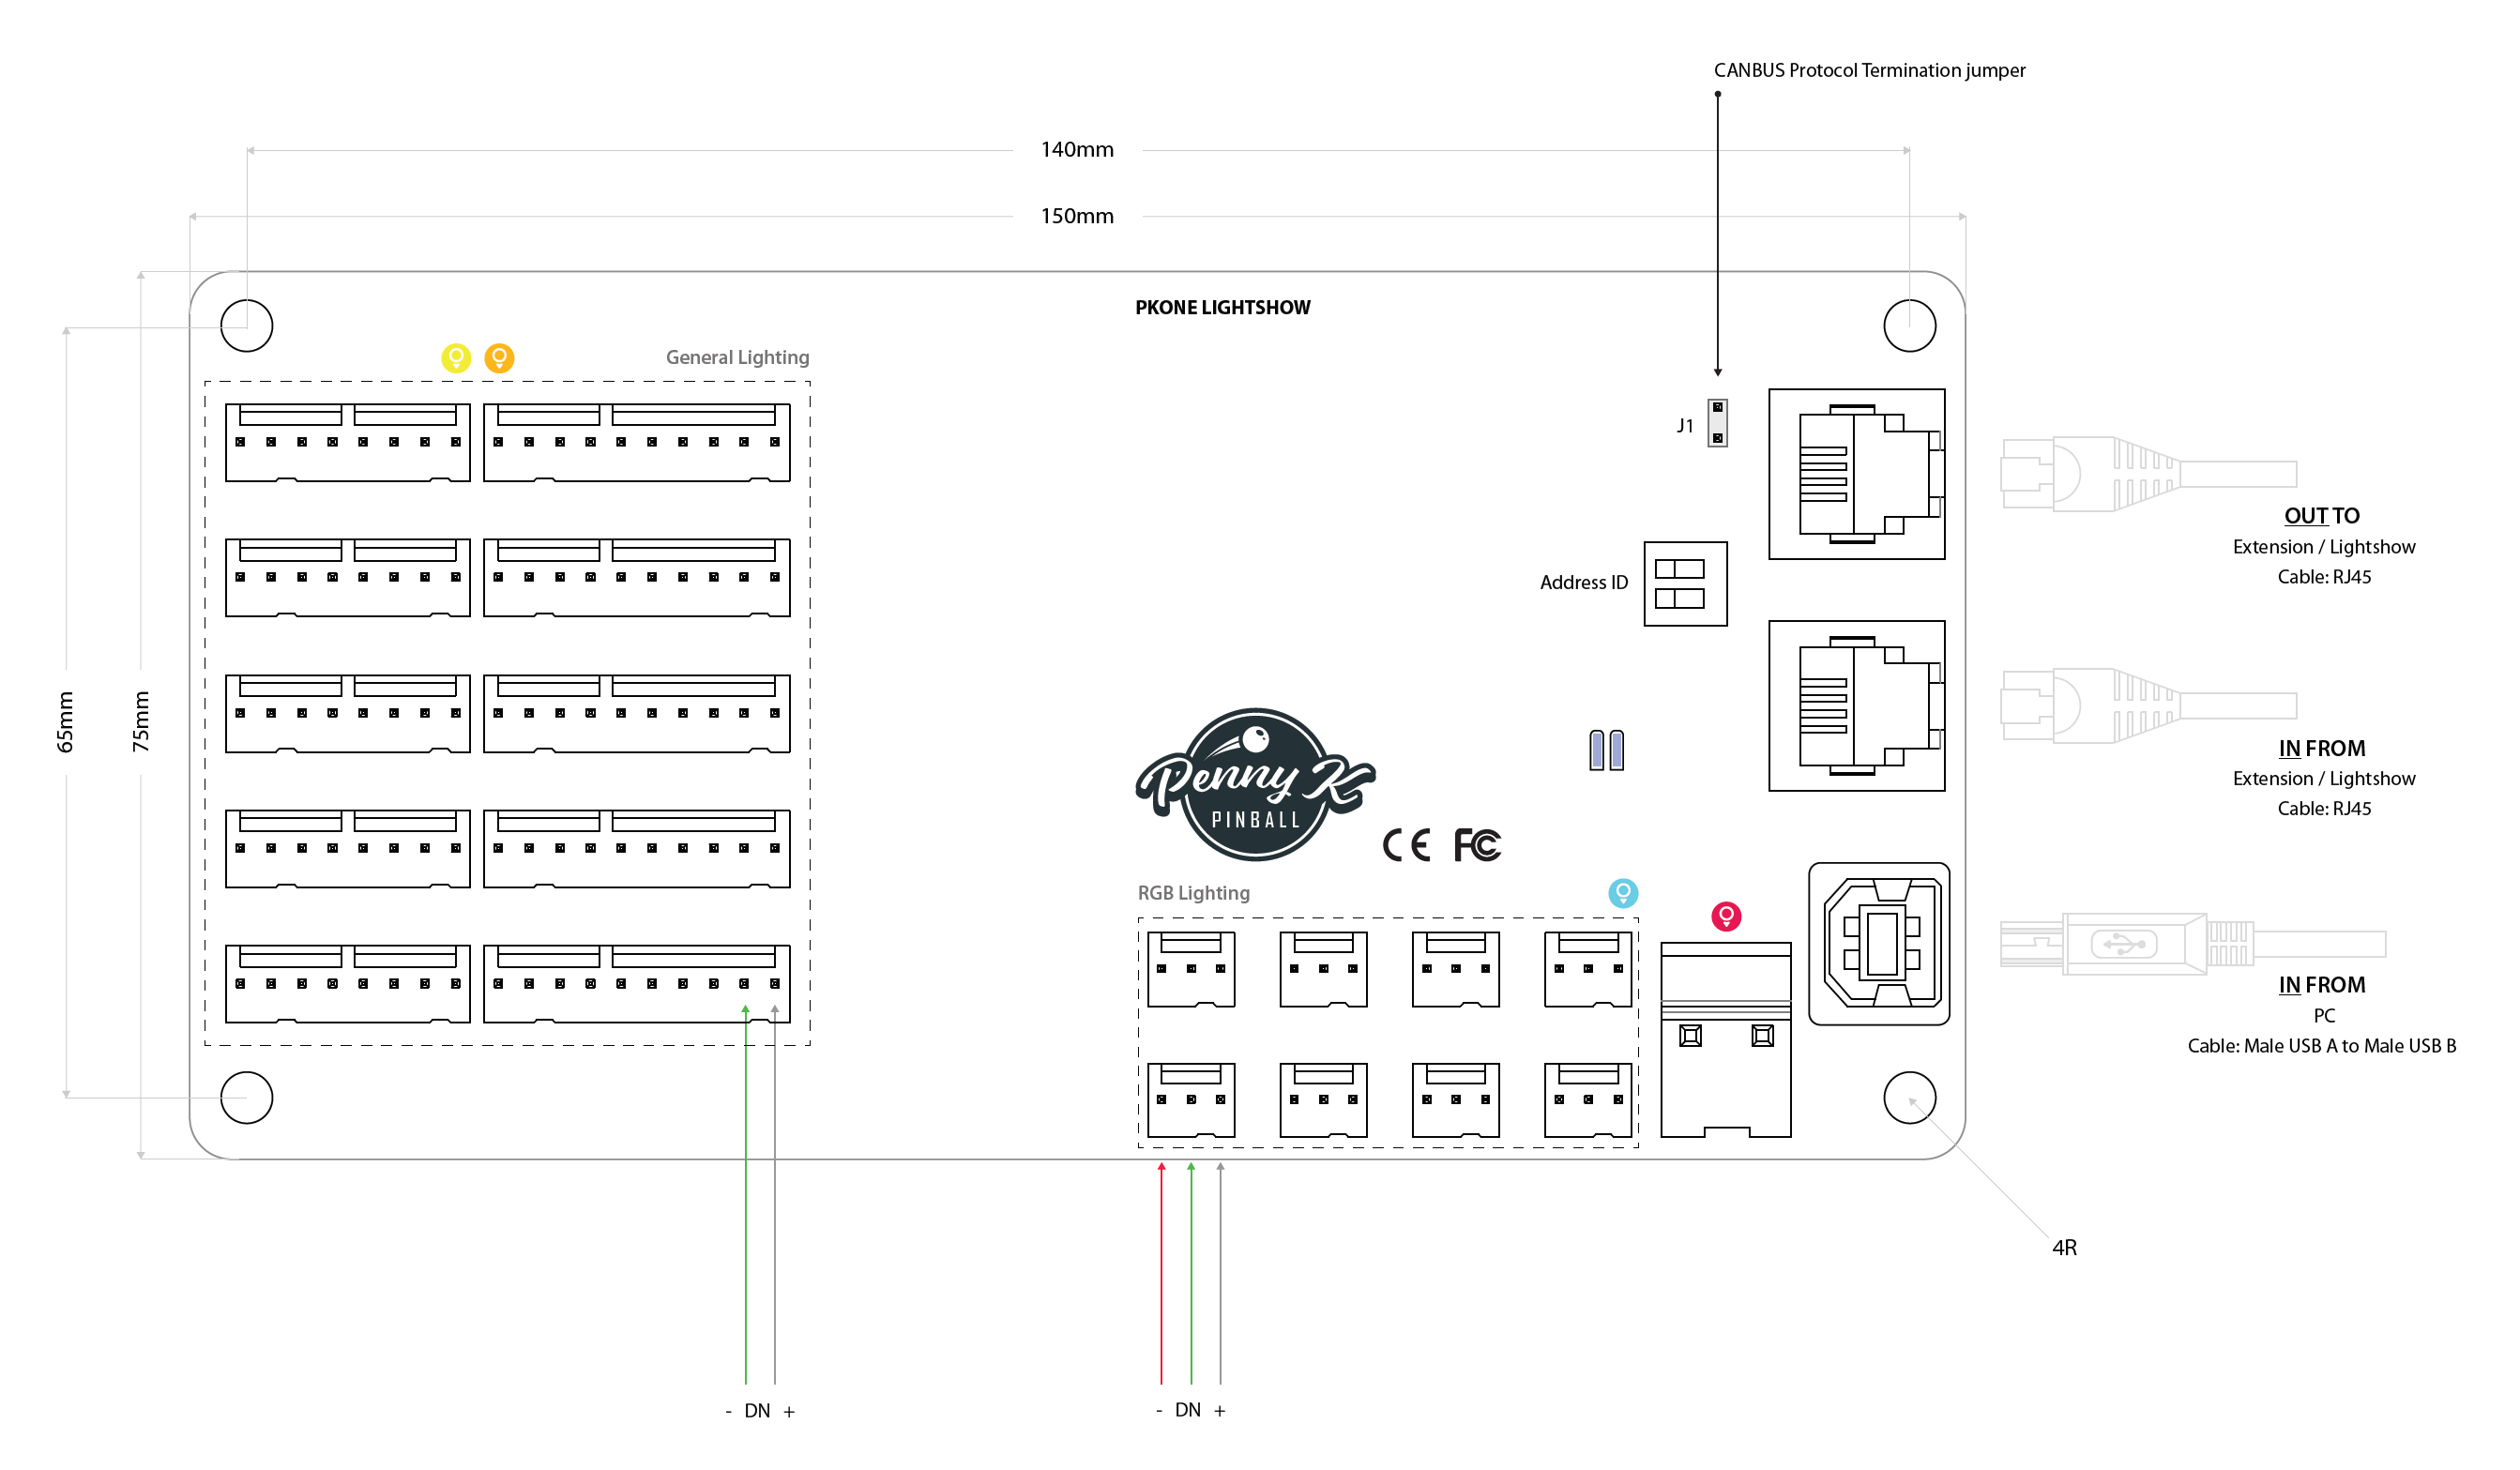 CANBUS Protocol Termination jumper
140mm
150mm
PKONE LIGHTSHOW
General Lighting
J1
OUT TO
Extension / Lightshow
Cable: RJ45
Address ID
65mm
75mm
IN FROM
Extension / Lightshow
Cable: RJ45
Penny K
PINBALL
CE FC
RGB Lighting
IN FROM
PC
Cable: Male USB A to Male USB B
4R
- DN +
- DN +